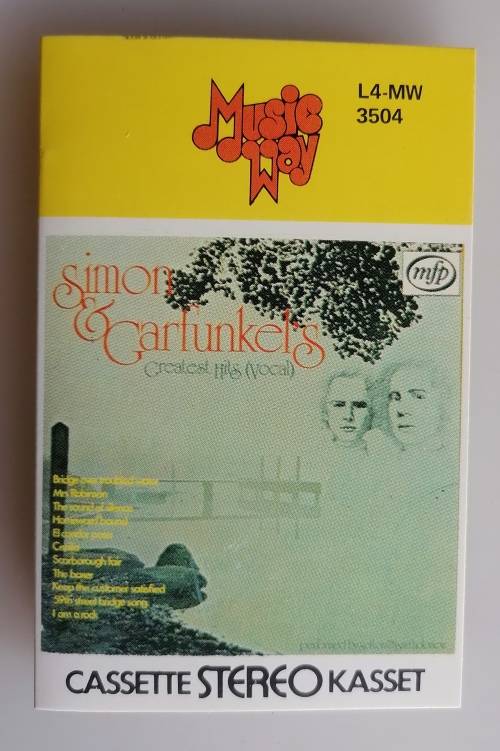 Music
Way
L4-MW
3504
mfp
Simon
& Garfunkel's
Greatest Hits (Vocal)
Bridge over troubled water
Mrs Robinson
The sound of silence
Homeward bound
El condor pasa
Cecilia
Scarborough fair
The boxer
Keep the customer satisfied
59th street bridge song
I am a rock
performed by
CASSETTE STEREO KASSET